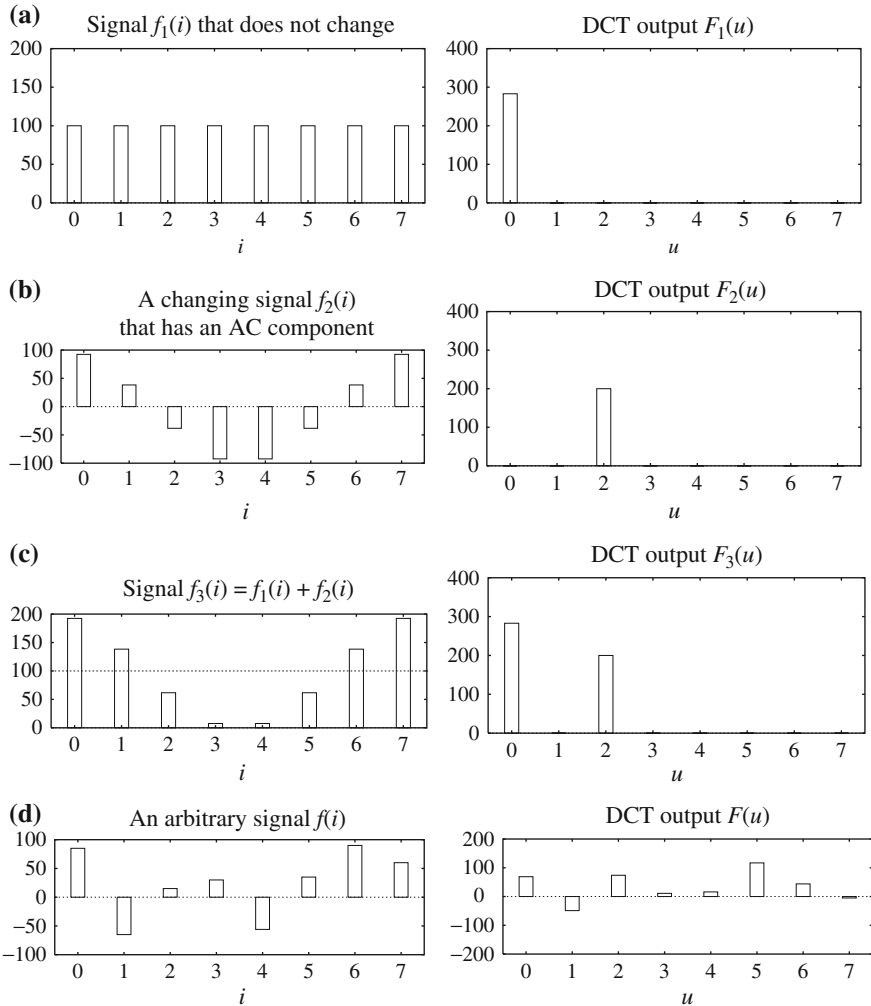 (a)
Signal f1(i) that does not change
200
150
100
50
0
0 1 2 3 4 5 6 7
i
DCT output F1(u)
400
300
200
100
0
0 1 2 3 4 5 6 7
u
(b)
A changing signal f2(i)
that has an AC component
100
50
0
−50
−100
0 1 2 3 4 5 6 7
i
DCT output F2(u)
400
300
200
100
0
0 1 2 3 4 5 6 7
u
(c)
Signal f3(i) = f1(i) + f2(i)
200
150
100
50
0
0 1 2 3 4 5 6 7
i
DCT output F3(u)
400
300
200
100
0
0 1 2 3 4 5 6 7
u
(d)
An arbitrary signal f(i)
100
50
0
−50
−100
0 1 2 3 4 5 6 7
i
DCT output F(u)
200
100
0
−100
−200
0 1 2 3 4 5 6 7
u